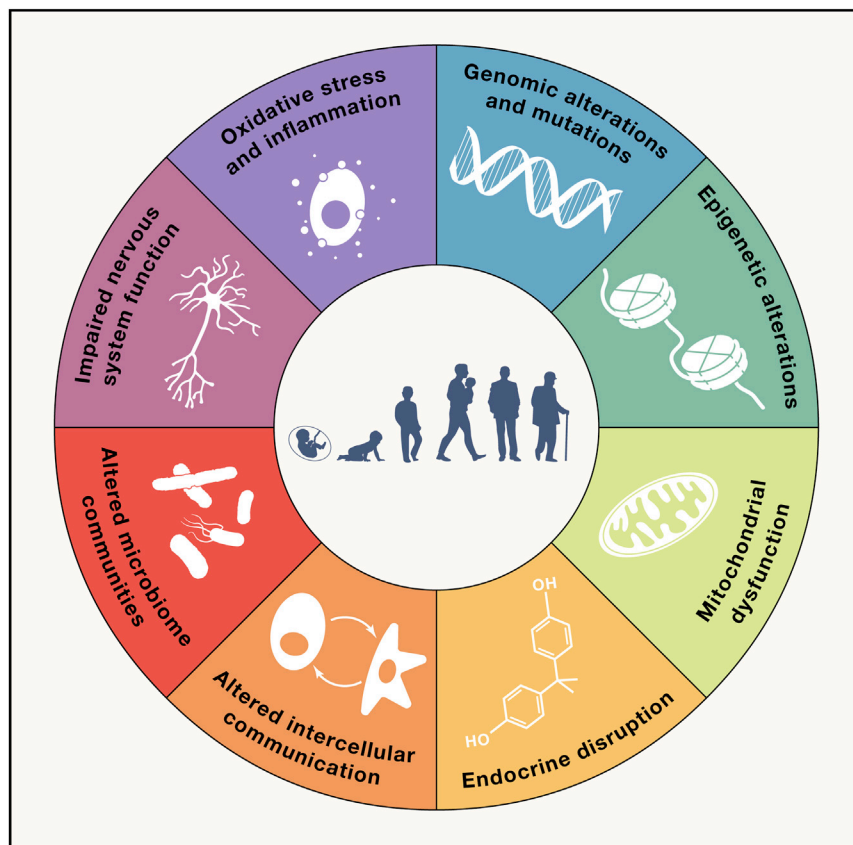 Oxidative stress
and inflammation
Genomic alterations
and mutations
Epigenetic alterations
Mitochondrial
dysfunction
OH
HO
Endocrine disruption
Altered intercellular
communication
Altered microbiome
communities
Impaired nervous
system function